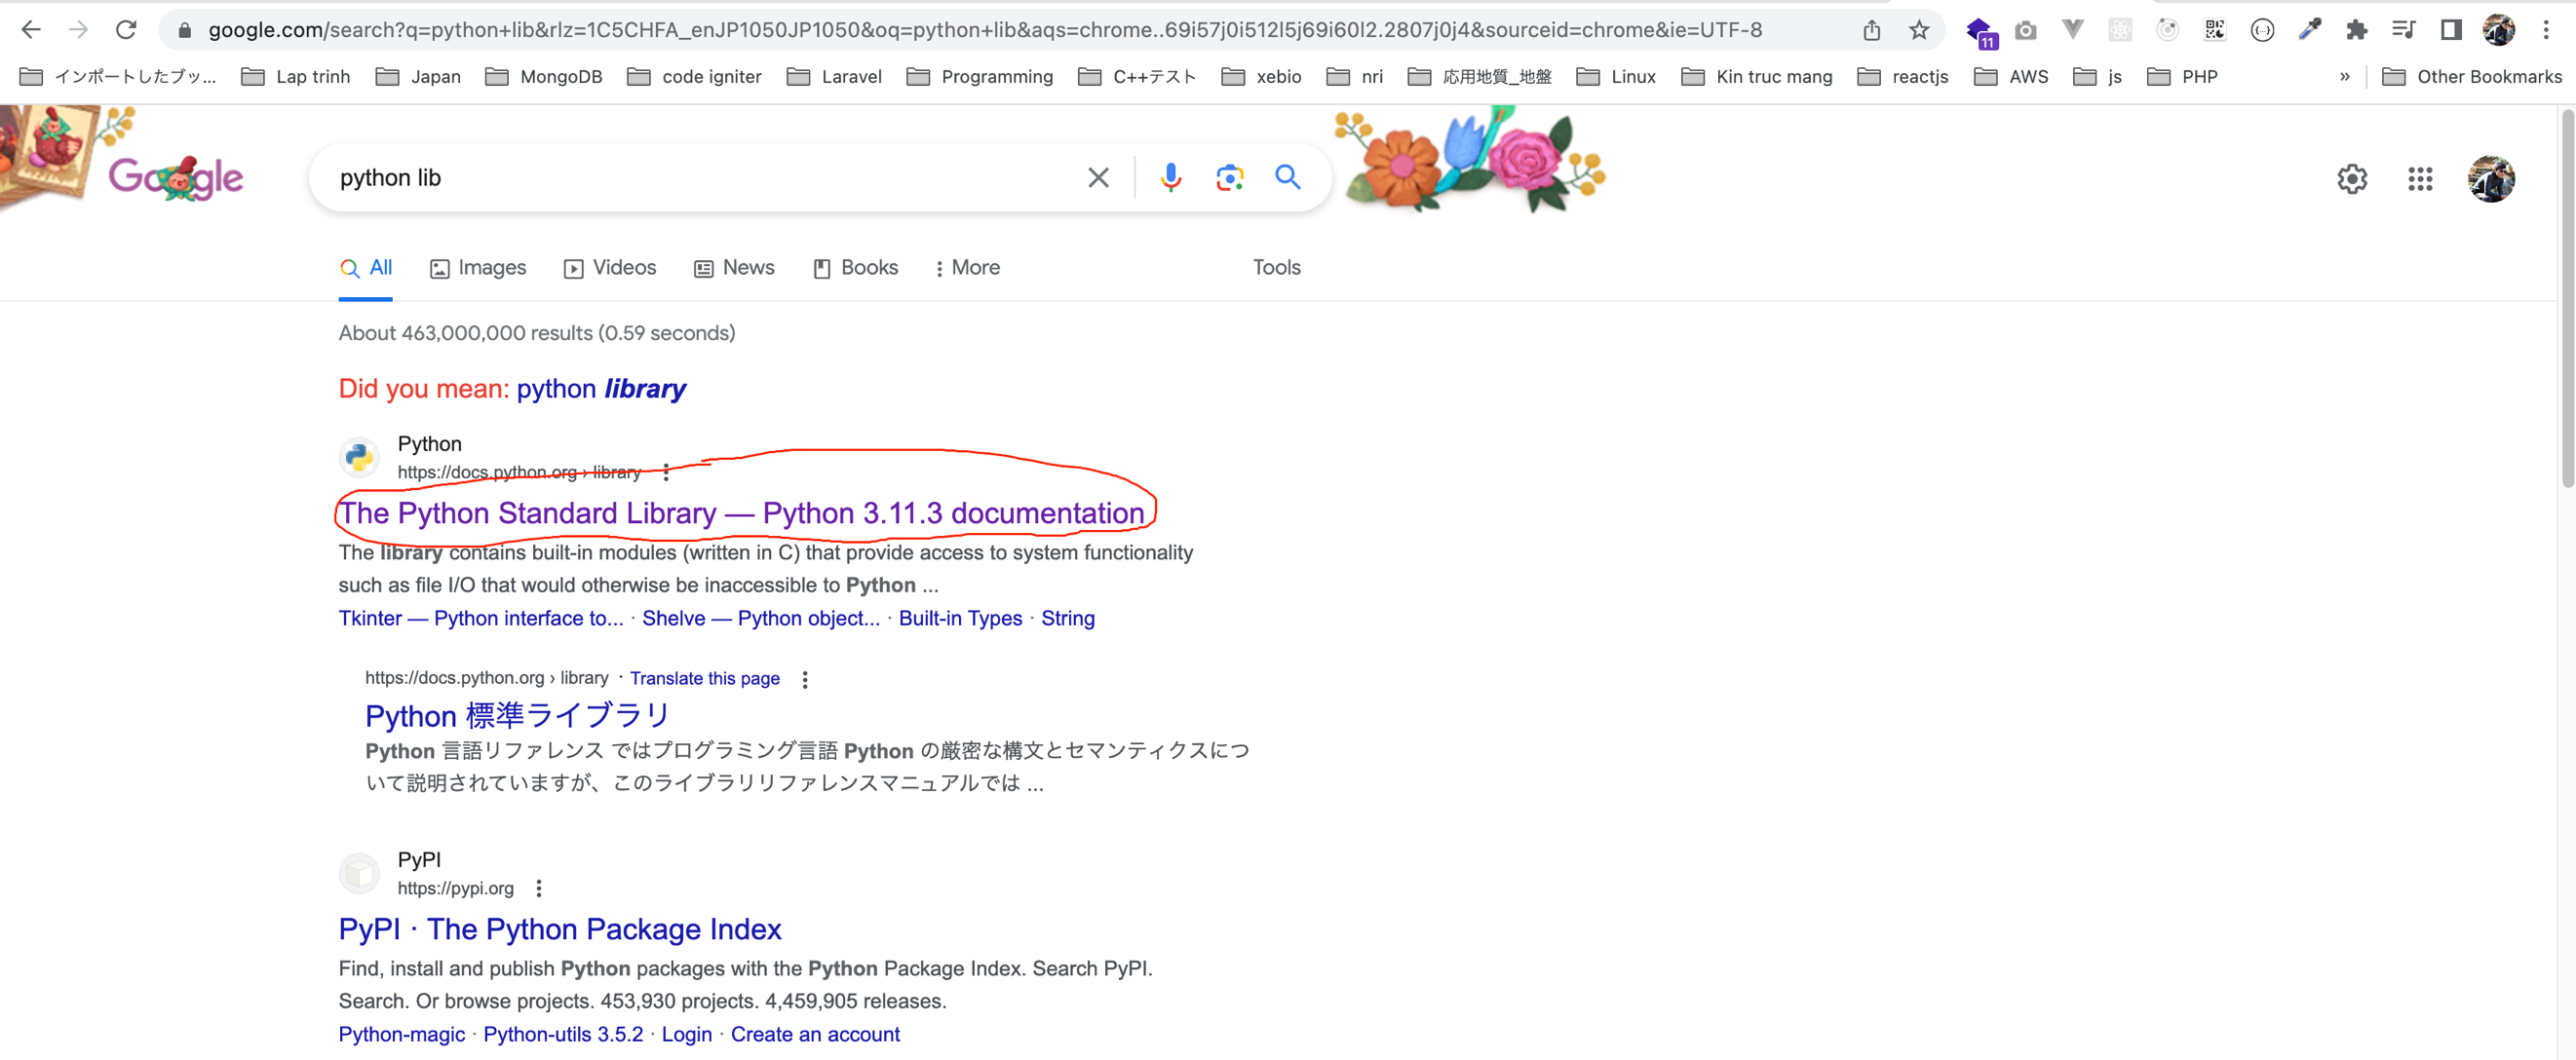 google.com/search?q=python+lib&rlz=1C5CHFA_enJP1050JP1050&oq=python+lib&aqs=chrome..69i57j0i512l5j69i60l2.2807j0j4&sourceid=chrome&ie=UTF-8
11
インポートしたブッ... Lap trinh Japan MongoDB code igniter Laravel Programming C++テスト xebio nri 応用地質_地盤 Linux Kin truc mang reactjs AWS js PHP » Other Bookmarks
Google
python lib
All Images Videos News Books More Tools
About 463,000,000 results (0.59 seconds)
Did you mean: python library
Python
https://docs.python.org › library
The Python Standard Library — Python 3.11.3 documentation
The library contains built-in modules (written in C) that provide access to system functionality
such as file I/O that would otherwise be inaccessible to Python ...
Tkinter — Python interface to... · Shelve — Python object... · Built-in Types · String
https://docs.python.org › library · Translate this page
Python 標準ライブラリ
Python 言語リファレンス ではプログラミング言語 Python の厳密な構文とセマンティクスにつ
いて説明されていますが、このライブラリリファレンスマニュアルでは ...
PyPI
https://pypi.org
PyPI · The Python Package Index
Find, install and publish Python packages with the Python Package Index. Search PyPI.
Search. Or browse projects. 453,930 projects. 4,459,905 releases.
Python-magic · Python-utils 3.5.2 · Login · Create an account